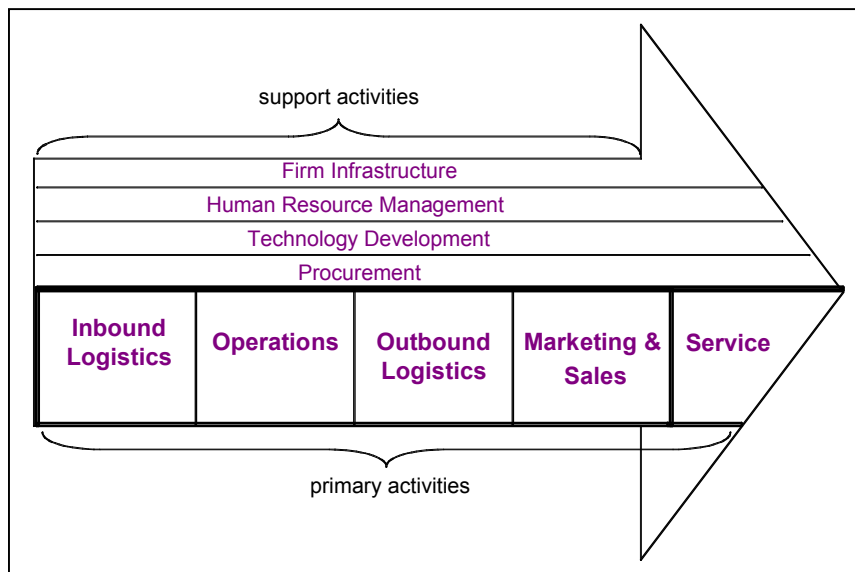 support activities
Firm Infrastructure
Human Resource Management
Technology Development
Procurement
Inbound
Logistics
Operations
Outbound
Logistics
Marketing &
Sales
Service
primary activities